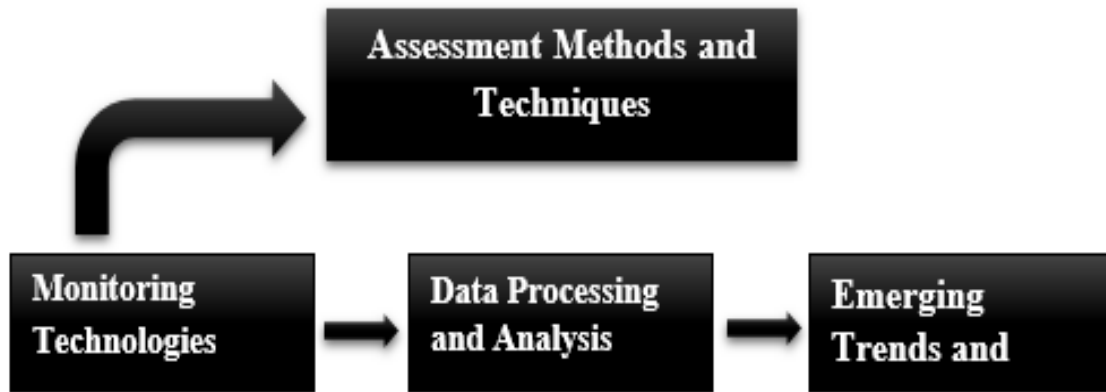 Assessment Methods and
Techniques
Monitoring
Technologies
Data Processing
and Analysis
Emerging
Trends and